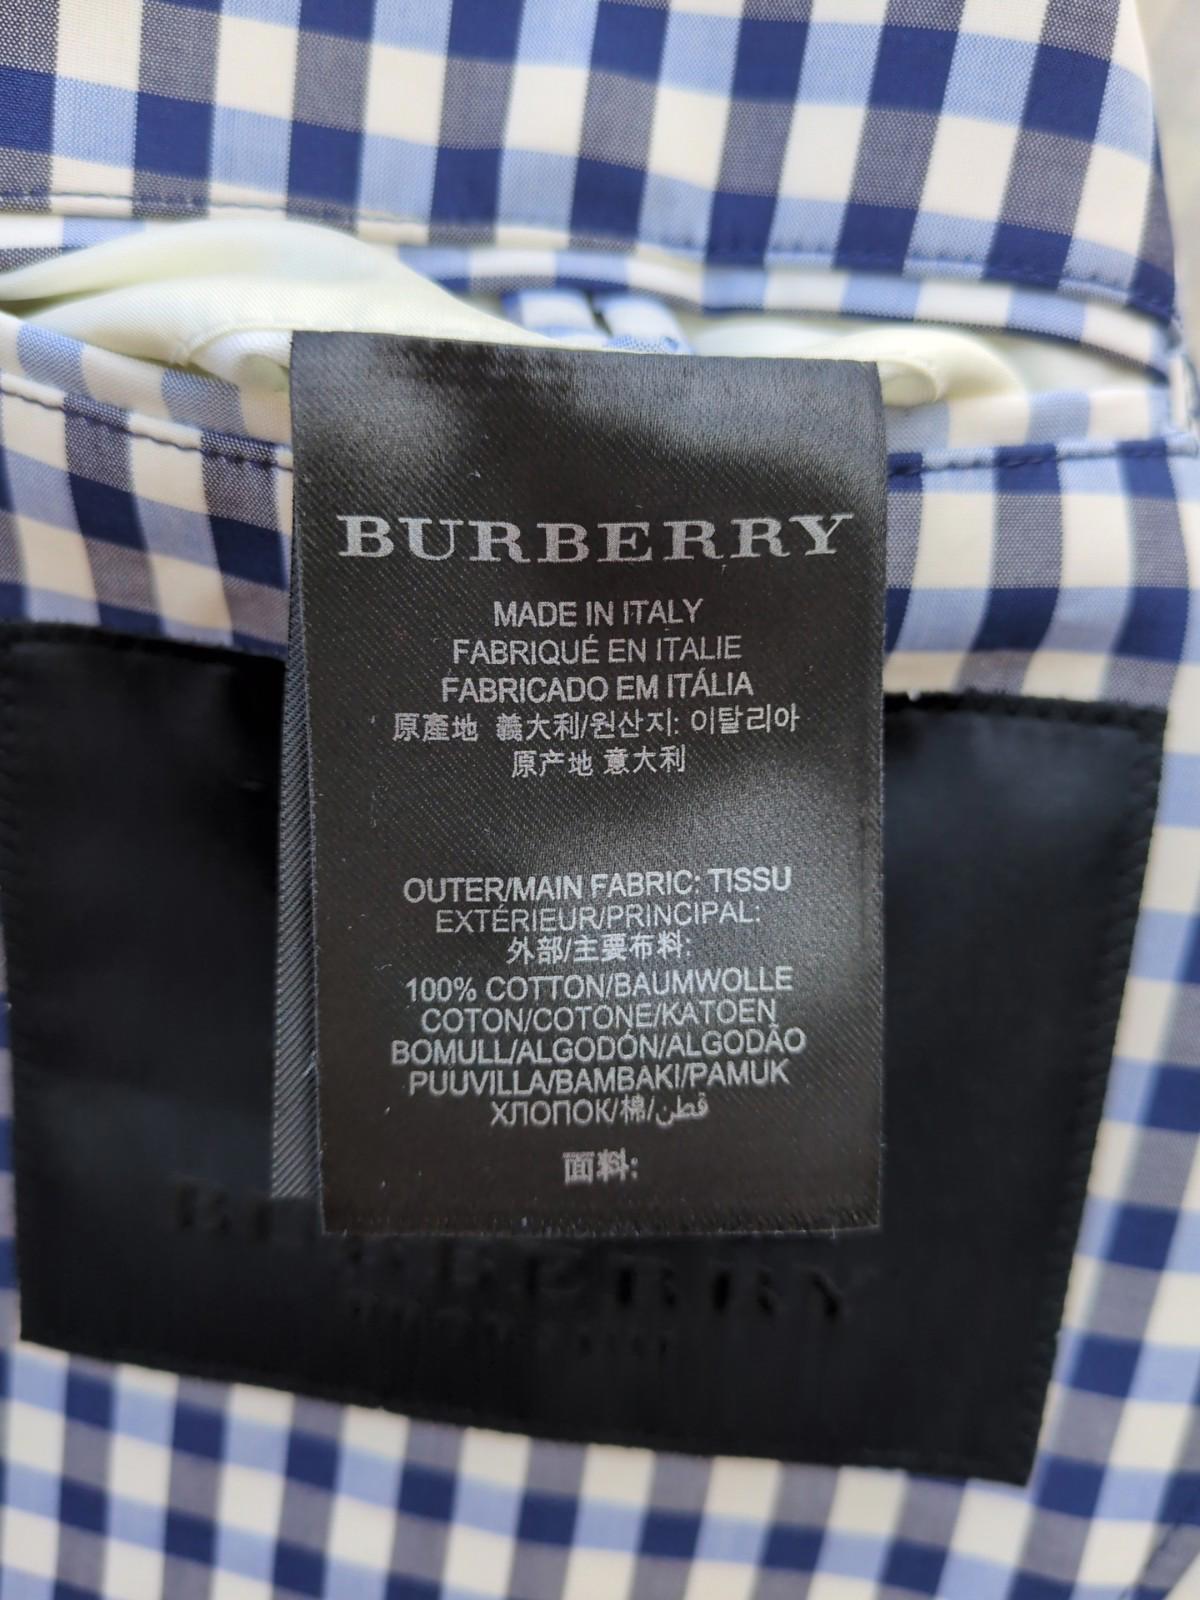 BURBERRY
MADE IN ITALY
FABRIQUÉ EN ITALIE
FABRICADO EM ITÁLIA
原產地 義大利/원산지: 이탈리아
原产地 意大利
OUTER/MAIN FABRIC: TISSU
EXTÉRIEUR/PRINCIPAL:
外部/主要布料:
100% COTTON/BAUMWOLLE
COTON/COTONE/KATOEN
BOMULL/ALGODÓN/ALGODÃO
PUUVILLA/BAMBAKI/PAMUK
ХЛОПОК/棉/قطن
面料: